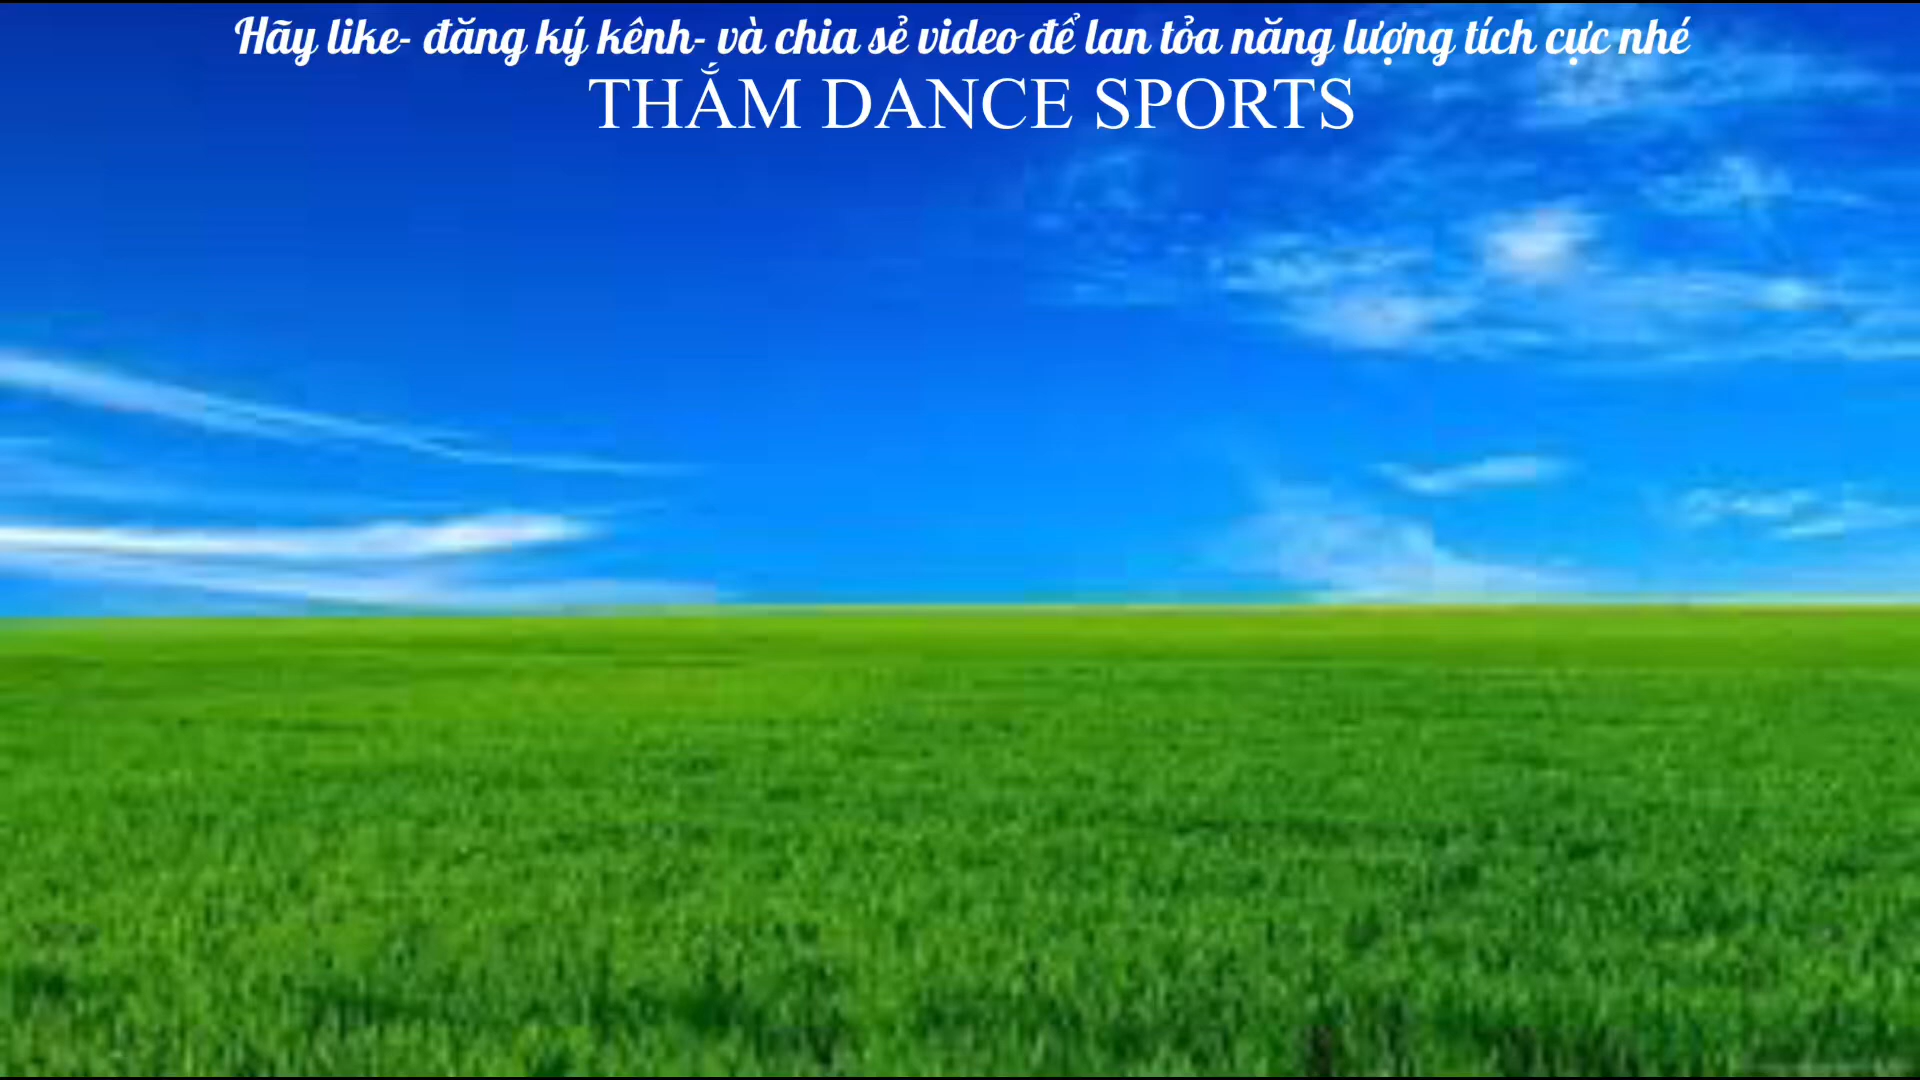 Hãy like- đăng ký kênh- và chia sẻ video để lan tỏa năng lượng tích cực nhé
THẮM DANCE SPORTS